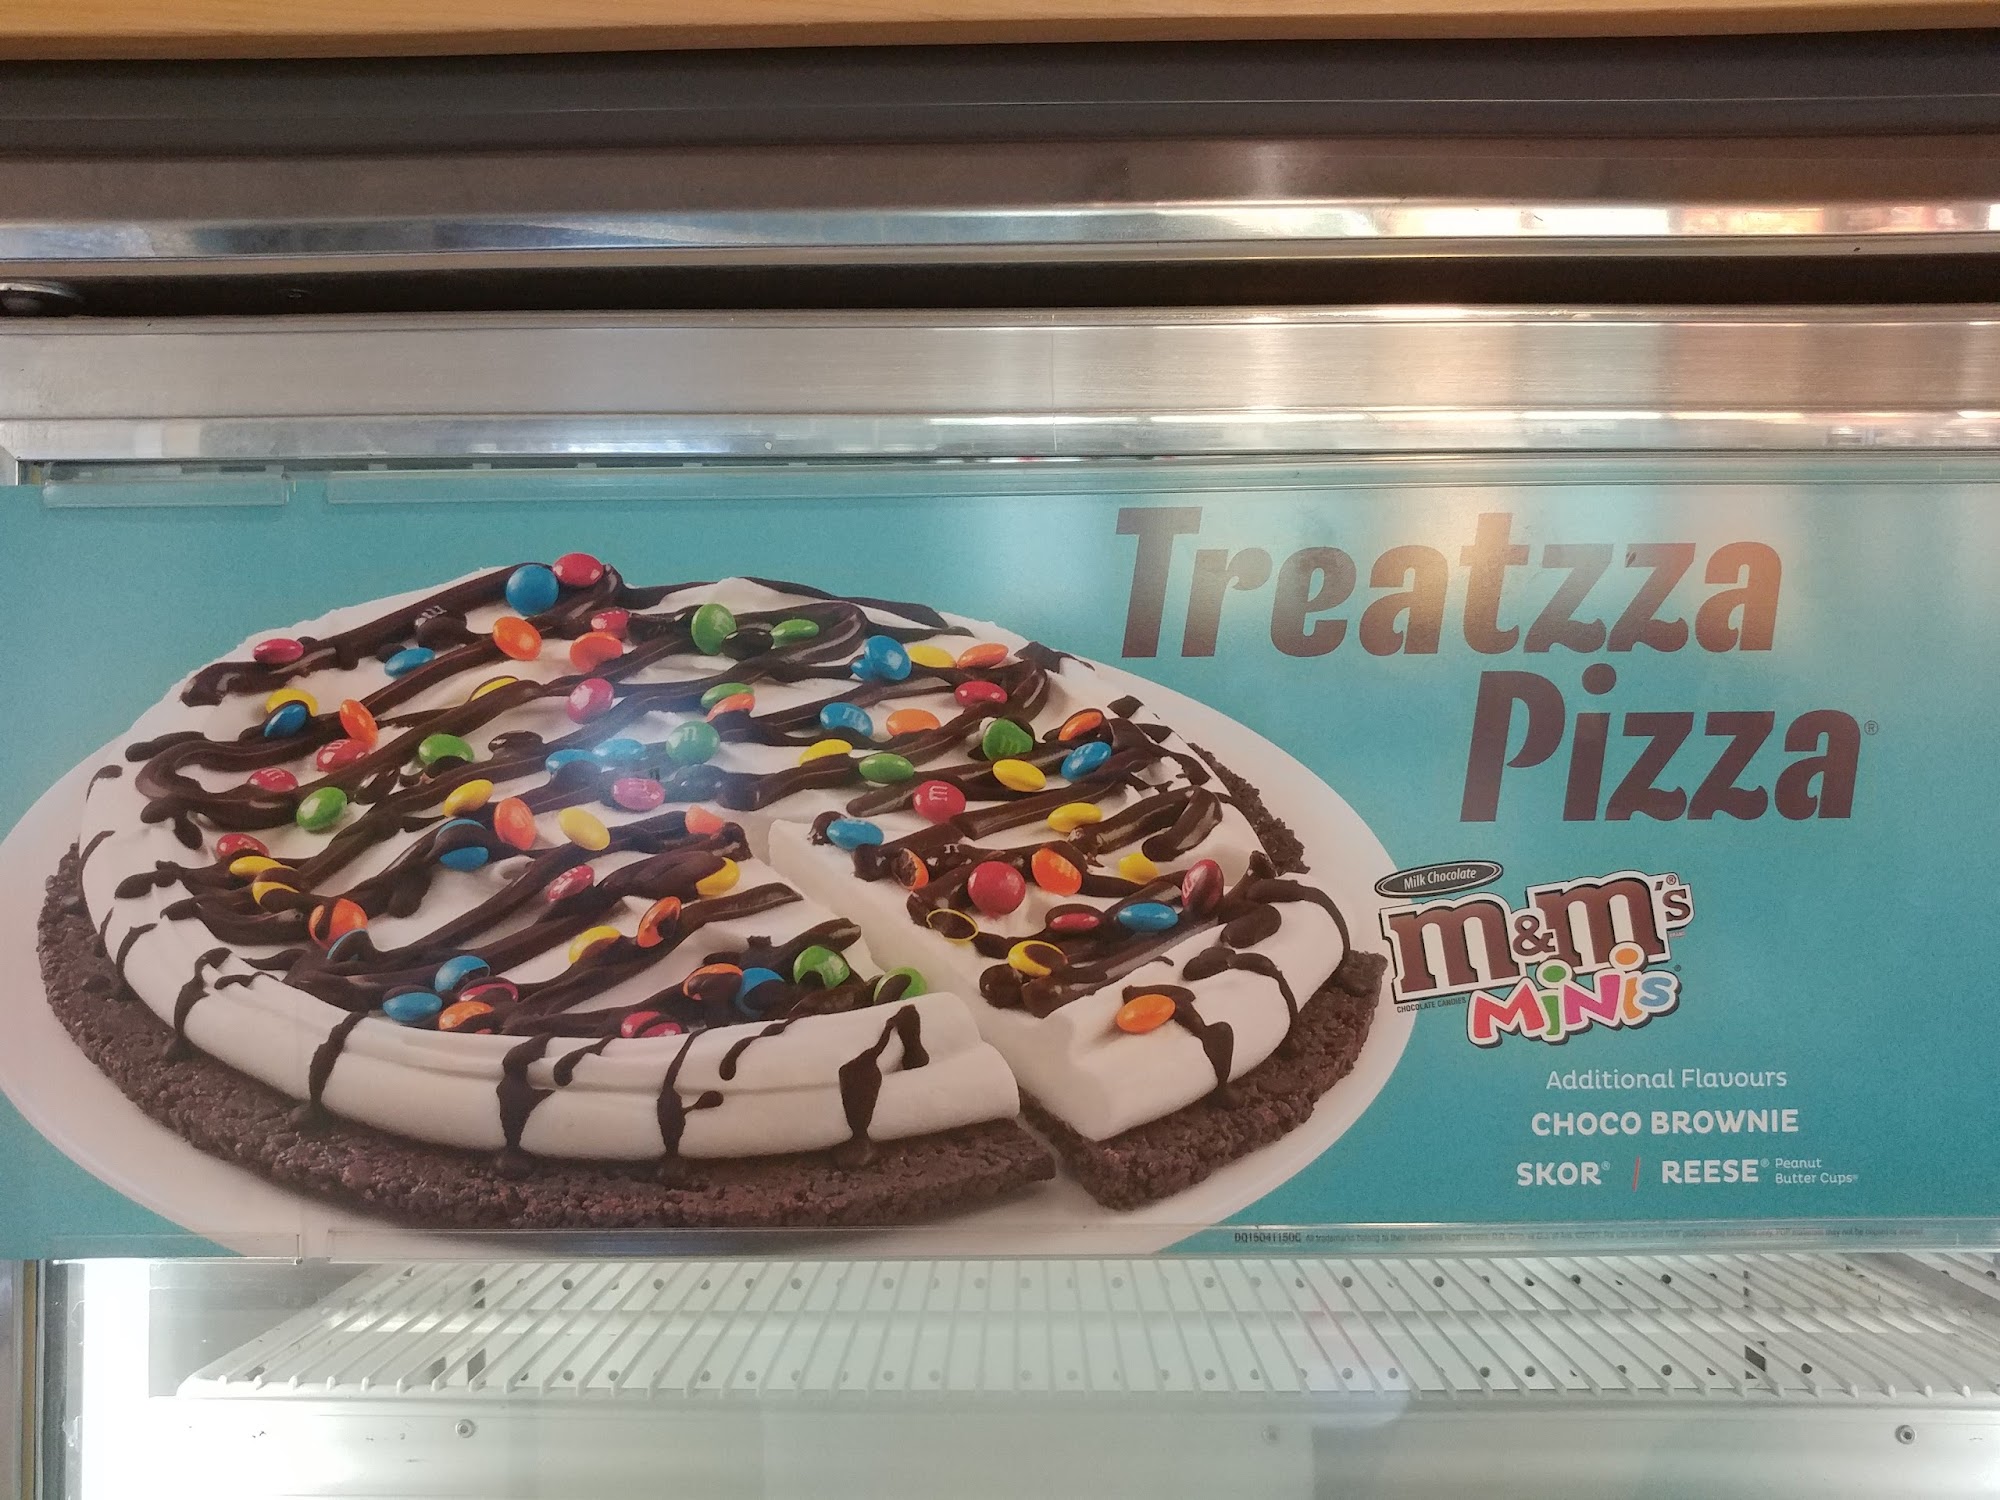 Treatzza
Pizza®
Milk Chocolate
m&m's®
CHOCOLATE CANDIES
MiNis
Additional Flavours
CHOCO BROWNIE
SKOR® / REESE® Peanut
Butter Cups®